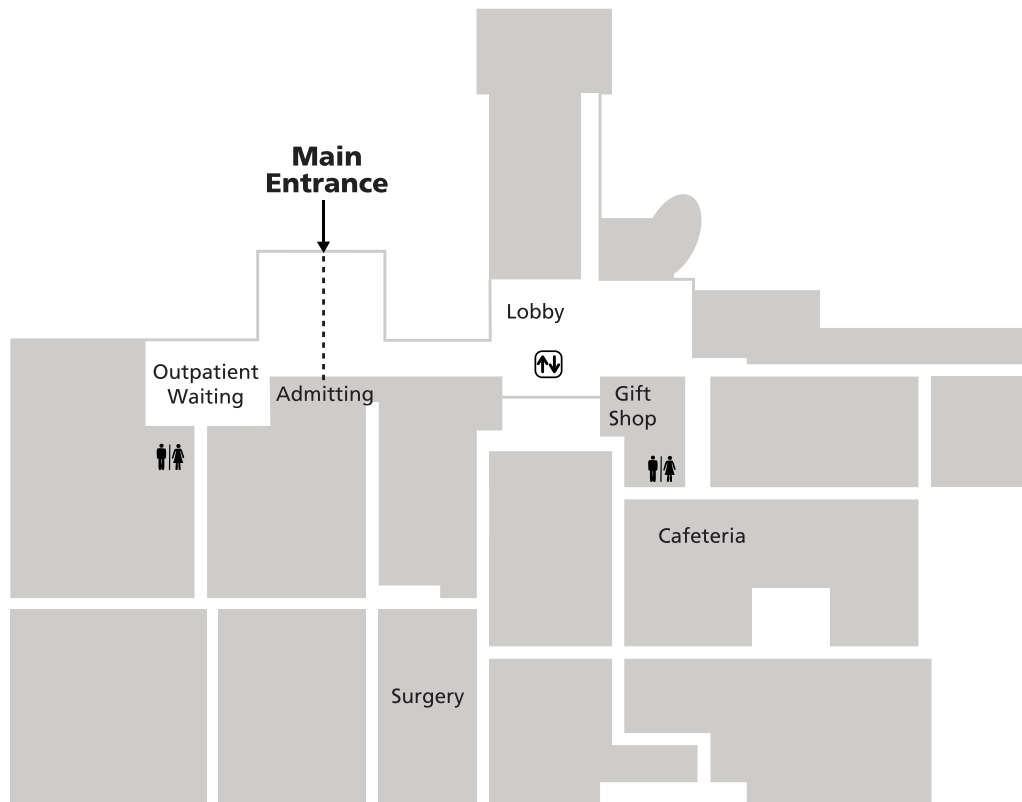 Main
Entrance
Lobby
Outpatient
Waiting
Admitting
Gift
Shop
Cafeteria
Surgery